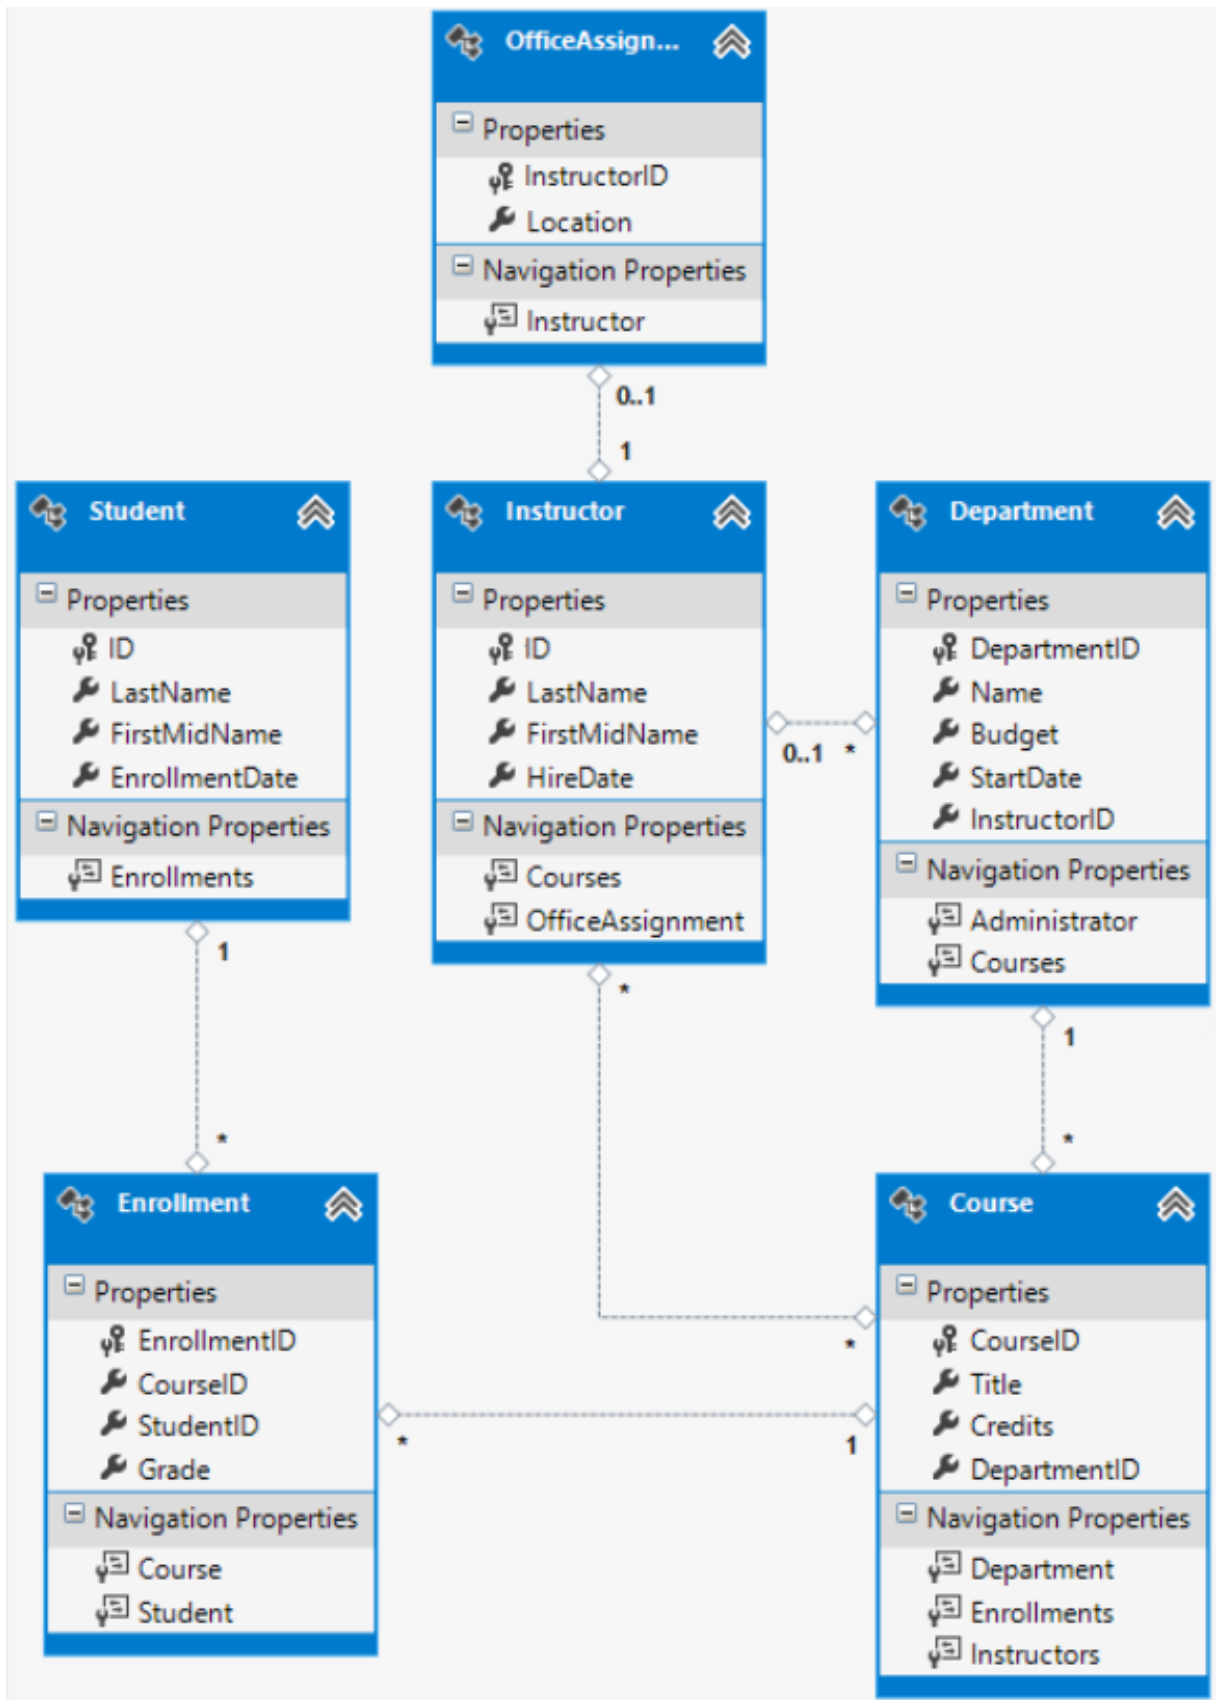 OfficeAssign...
Properties
InstructorID
Location
Navigation Properties
Instructor
0..1
1
Student
Properties
ID
LastName
FirstMidName
EnrollmentDate
Navigation Properties
Enrollments
1
*
Instructor
Properties
ID
LastName
FirstMidName
HireDate
Navigation Properties
Courses
OfficeAssignment
0..1 *
*
*
Department
Properties
DepartmentID
Name
Budget
StartDate
InstructorID
Navigation Properties
Administrator
Courses
1
*
Enrollment
Properties
EnrollmentID
CourseID
StudentID
Grade
Navigation Properties
Course
Student
* 1
Course
Properties
CourseID
Title
Credits
DepartmentID
Navigation Properties
Department
Enrollments
Instructors